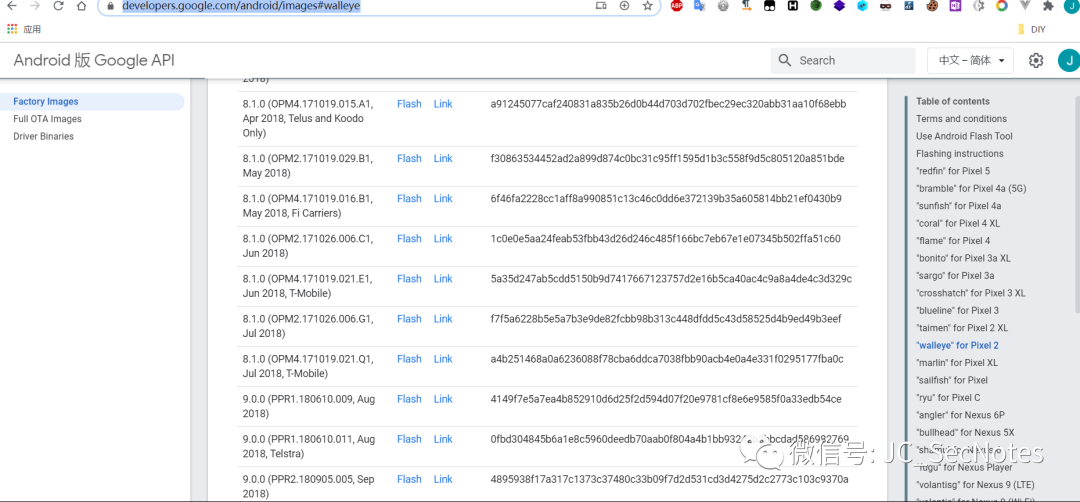 developers.google.com/android/images#walleye
应用
DIY
Android 版 Google API
Search
中文 – 简体
J
Factory Images
Full OTA Images
Driver Binaries
2018)
8.1.0 (OPM4.171019.015.A1, Flash Link a91245077caf240831a835b26d0b44d703d702fbec29ec320abb31aa10f68ebb
Apr 2018, Telus and Koodo
Only)
8.1.0 (OPM2.171019.029.B1, Flash Link f30863534452ad2a899d874c0bc31c95ff1595d1b3c558f9d5c805120a851bde
May 2018)
8.1.0 (OPM4.171019.016.B1, Flash Link 6f46fa2228cc1aff8a990851c13c46c0dd6e372139b35a605814bb21ef0430b9
May 2018, Fi Carriers)
8.1.0 (OPM2.171026.006.C1, Flash Link 1c0e0e5aa24feab53fbb43d26d246c485f166bc7eb67e1e07345b502ffa51c60
Jun 2018)
8.1.0 (OPM4.171019.021.E1, Flash Link 5a35d247ab5cdd5150b9d7417667123757d2e16b5ca40ac4c9a8a4de4c3d329c
Jun 2018, T-Mobile)
8.1.0 (OPM2.171026.006.G1, Flash Link f7f5a6228b5e5a7b3e9de82fcbb98b313c448dfdd5c43d58525d4b9ed49b3eef
Jul 2018)
8.1.0 (OPM4.171019.021.Q1, Flash Link a4b251468a0a6236088f78cba6ddca7038fbb90acb4e0a4e331f0295177fba0c
Jul 2018, T-Mobile)
9.0.0 (PPR1.180610.009, Aug Flash Link 4149f7e5a7ea4b852910d6d25f2d594d07f20e9781cf8e6e9585f0a33edb54ce
2018)
9.0.0 (PPR1.180610.011, Aug Flash Link
2018, Telstra)
9.0.0 (PPR2.180905.005, Sep Flash Link 4895938f17a317c1373c37480c33b09f7d2d531cd3d4275d2c2773c103c9370a
2018)
Table of contents
Terms and conditions
Use Android Flash Tool
Flashing instructions
"redfin" for Pixel 5
"bramble" for Pixel 4a (5G)
"sunfish" for Pixel 4a
"coral" for Pixel 4 XL
"flame" for Pixel 4
"bonito" for Pixel 3a XL
"sargo" for Pixel 3a
"crosshatch" for Pixel 3 XL
"blueline" for Pixel 3
"taimen" for Pixel 2 XL
"walleye" for Pixel 2
"marlin" for Pixel XL
"sailfish" for Pixel
"ryu" for Pixel C
"angler" for Nexus 6P
"bullhead" for Nexus 5X
"fugu" for Nexus Player
"volantisg" for Nexus 9 (LTE)
微信号: JC_SecNotes